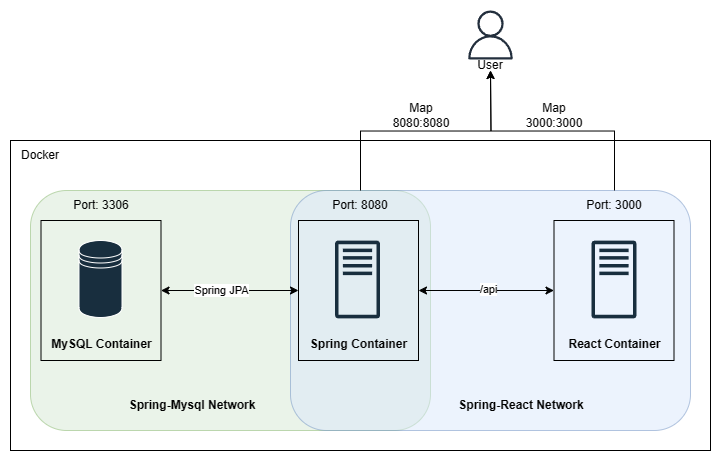 User
Map
8080:8080
Map
3000:3000
Docker
Port: 3306
Port: 8080
Port: 3000
Spring JPA
/api
MySQL Container
Spring Container
React Container
Spring-Mysql Network
Spring-React Network